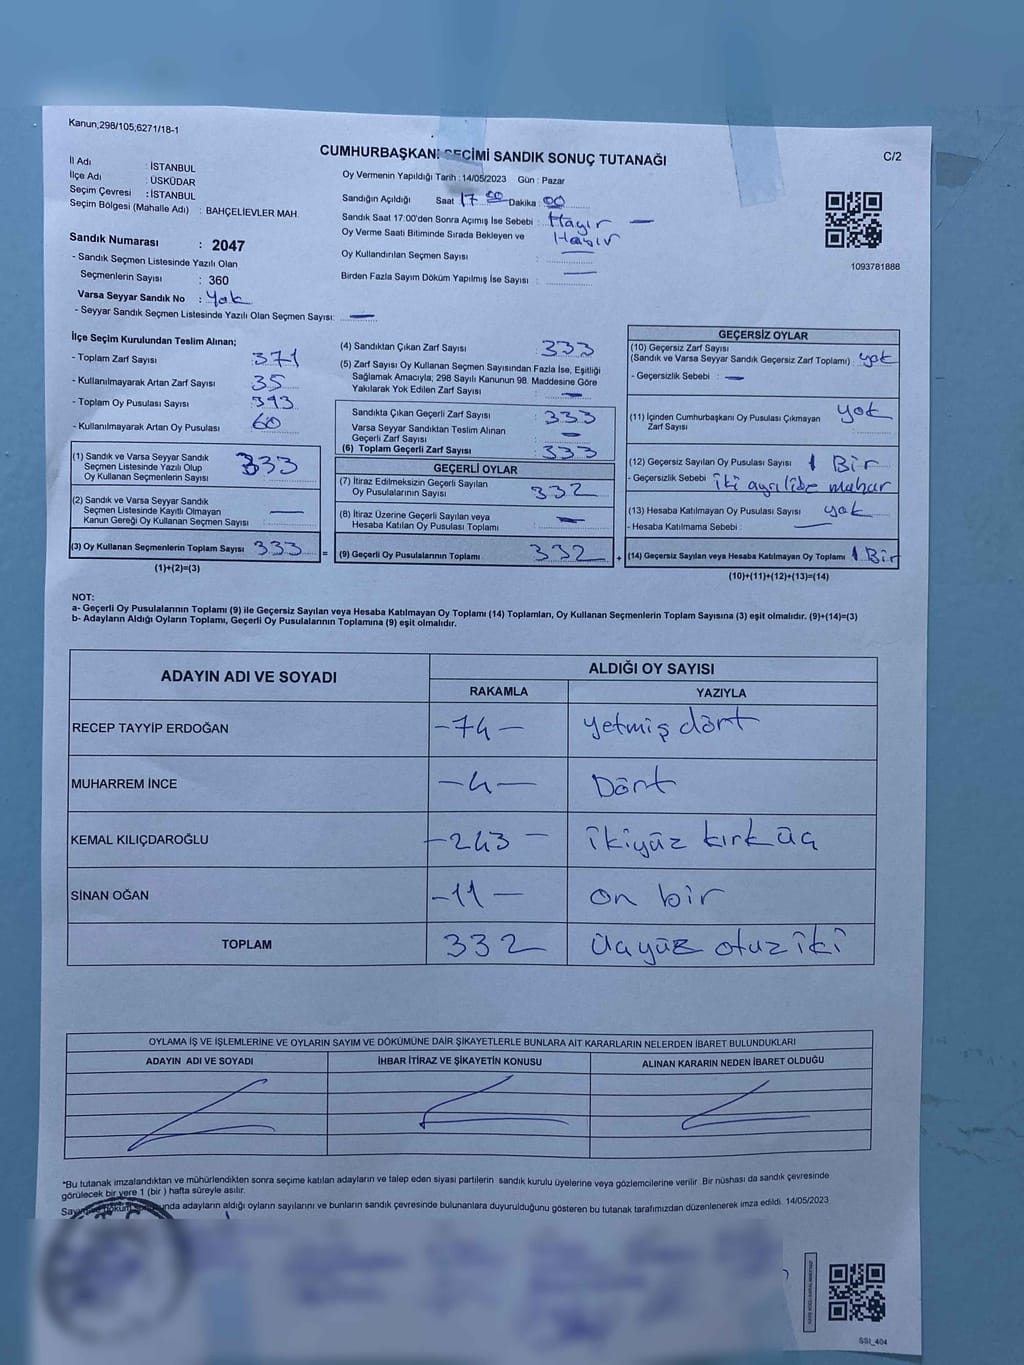 Kanun,298/105,6271/18-1
CUMHURBAŞKANI SEÇİMİ SANDIK SONUÇ TUTANAĞI
C/2
İl Adı : İSTANBUL
İlçe Adı : ÜSKÜDAR
Seçim Çevresi : İSTANBUL
Seçim Bölgesi (Mahalle Adı) : BAHÇELİEVLER MAH.
Sandık Numarası : 2047
- Sandık Seçmen Listesinde Yazılı Olan
Seçmenlerin Sayısı : 360
Varsa Seyyar Sandık No : Yok
- Seyyar Sandık Seçmen Listesinde Yazılı Olan Seçmen Sayısı: —
Oy Vermenin Yapıldığı Tarih : 14/05/2023 Gün : Pazar
Sandığın Açıldığı Saat 17 Dakika : 00
Sandık Saat 17:00'den Sonra Açımış İse Sebebi : Hayır —
Oy Verme Saati Bitiminde Sırada Bekleyen ve Hayır
Oy Kullandırılan Seçmen Sayısı : —
Birden Fazla Sayım Döküm Yapılmış İse Sayısı : —
1093781888
İlçe Seçim Kurulundan Teslim Alınan;
- Toplam Zarf Sayısı 371
- Kullanılmayarak Artan Zarf Sayısı 35
- Toplam Oy Pusulası Sayısı 393
- Kullanılmayarak Artan Oy Pusulası 60
(1) Sandık ve Varsa Seyyar Sandık
Seçmen Listesinde Yazılı Olup
Oy Kullanan Seçmenlerin Sayısı 333
(2) Sandık ve Varsa Seyyar Sandık
Seçmen Listesinde Kayıtlı Olmayan
Kanun Gereği Oy Kullanan Seçmen Sayısı —
(3) Oy Kullanan Seçmenlerin Toplam Sayısı 333 =
(1)+(2)=(3)
(4) Sandıktan Çıkan Zarf Sayısı 333
(5) Zarf Sayısı Oy Kullanan Seçmen Sayısından Fazla İse, Eşitliği
Sağlamak Amacıyla; 298 Sayılı Kanunun 98. Maddesine Göre
Yakılarak Yok Edilen Zarf Sayısı : —
Sandıkta Çıkan Geçerli Zarf Sayısı : 333
Varsa Seyyar Sandıktan Teslim Alınan
Geçerli Zarf Sayısı : —
(6) Toplam Geçerli Zarf Sayısı : 333
GEÇERLİ OYLAR
(7) İtiraz Edilmeksizin Geçerli Sayılan
Oy Pusulalarının Sayısı : 332
(8) İtiraz Üzerine Geçerli Sayılan veya
Hesaba Katılan Oy Pusulası Toplamı : —
(9) Geçerli Oy Pusulalarının Toplamı 332 +
GEÇERSİZ OYLAR
(10) Geçersiz Zarf Sayısı
(Sandık ve Varsa Seyyar Sandık Geçersiz Zarf Toplamı) : yok
- Geçersizlik Sebebi : —
(11) İçinden Cumhurbaşkanı Oy Pusulası Çıkmayan yok
Zarf Sayısı
(12) Geçersiz Sayılan Oy Pusulası Sayısı : 1 Bir
- Geçersizlik Sebebi : iki ayrı
(13) Hesaba Katılmayan Oy Pusulası Sayısı : yok
- Hesaba Katılmama Sebebi : —
(14) Geçersiz Sayılan veya Hesaba Katılmayan Oy Toplamı 1 Bir
(10)+(11)+(12)+(13)=(14)
NOT:
a- Geçerli Oy Pusulalarının Toplamı (9) ile Geçersiz Sayılan veya Hesaba Katılmayan Oy Toplamı (14) Toplamları, Oy Kullanan Seçmenlerin Toplam Sayısına (3) eşit olmalıdır. (9)+(14)=(3)
b- Adayların Aldığı Oyların Toplamı, Geçerli Oy Pusulalarının Toplamına (9) eşit olmalıdır.
ADAYIN ADI VE SOYADI ALDIĞI OY SAYISI
RAKAMLA YAZIYLA
RECEP TAYYİP ERDOĞAN -74- yetmiş dört
MUHARREM İNCE -4- Dört
KEMAL KILIÇDAROĞLU -243- ikiyüz kırk üç
SİNAN OĞAN -11- on bir
TOPLAM 332 üçyüz otuz iki
OYLAMA İŞ VE İŞLEMLERİNE VE OYLARIN SAYIM VE DÖKÜMÜNE DAİR ŞİKAYETLERLE BUNLARA AİT KARARLARIN NELERDEN İBARET BULUNDUKLARI
ADAYIN ADI VE SOYADI İHBAR İTİRAZ VE ŞİKAYETİN KONUSU ALINAN KARARIN NEDEN İBARET OLDUĞU
*Bu tutanak imzalandıktan ve mühürlendikten sonra seçime katılan adayların ve talep eden siyasi partilerin sandık kurulu üyelerine veya gözlemcilerine verilir. Bir nüshası da sandık çevresinde
görülecek bir yere 1 (bir ) hafta süreyle asılır.
adayların aldığı oyların sayılarını ve bunların sandık çevresinde bulunanlara duyurulduğunu gösteren bu tutanak tarafımızdan düzenlenerek imza edildi. 14/05/2023
SSI_404